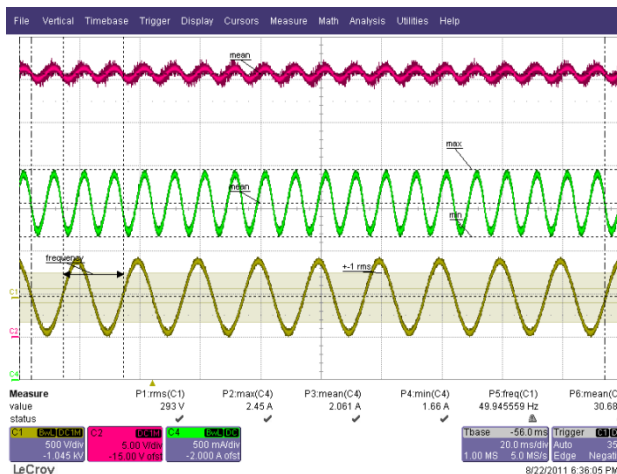 File Vertical Timebase Trigger Display Cursors Measure Math Analysis Utilities Help
mean
max
mean
min
frequency
+-1 rms
C1
C2
C4
Measure P1:rms(C1) P2:max(C4) P3:mean(C4) P4:min(C4) P5:freq(C1) P6:mean(C
value 293 V 2.45 A 2.061 A 1.66 A 49.945559 Hz 30.68
status
C1 BwL DC1M C2 DC1M C4 BwL DC Tbase -56.0 ms Trigger C1 D
500 V/div 5.00 V/div 500 mA/div 20.0 ms/div Auto 35
-1.045 kV -15.00 V ofst -2.000 A ofst 1.00 MS 5.0 MS/s Edge Negati
LeCroy 8/22/2011 6:36:05 PM